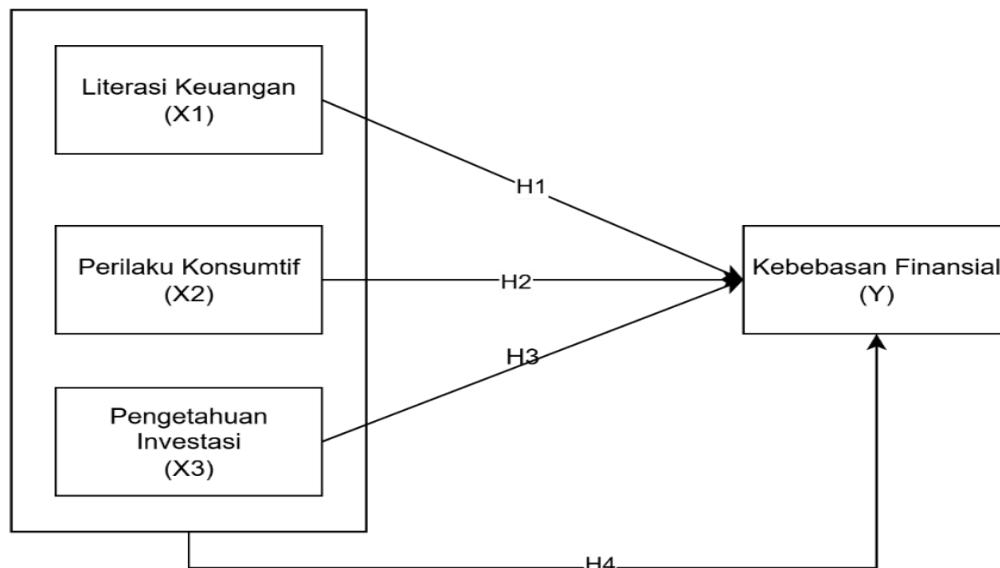 Literasi Keuangan
(X1)
H1
Perilaku Konsumtif
(X2)
H2
Kebebasan Finansial
(Y)
H3
Pengetahuan
Investasi
(X3)
H4